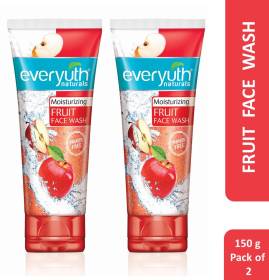 everyuth
naturals
Moisturizing
FRUIT
FACE WASH
everyuth
naturals
Moisturizing
FRUIT
FACE WASH
FRUIT FACE WASH
150 g
Pack of
2